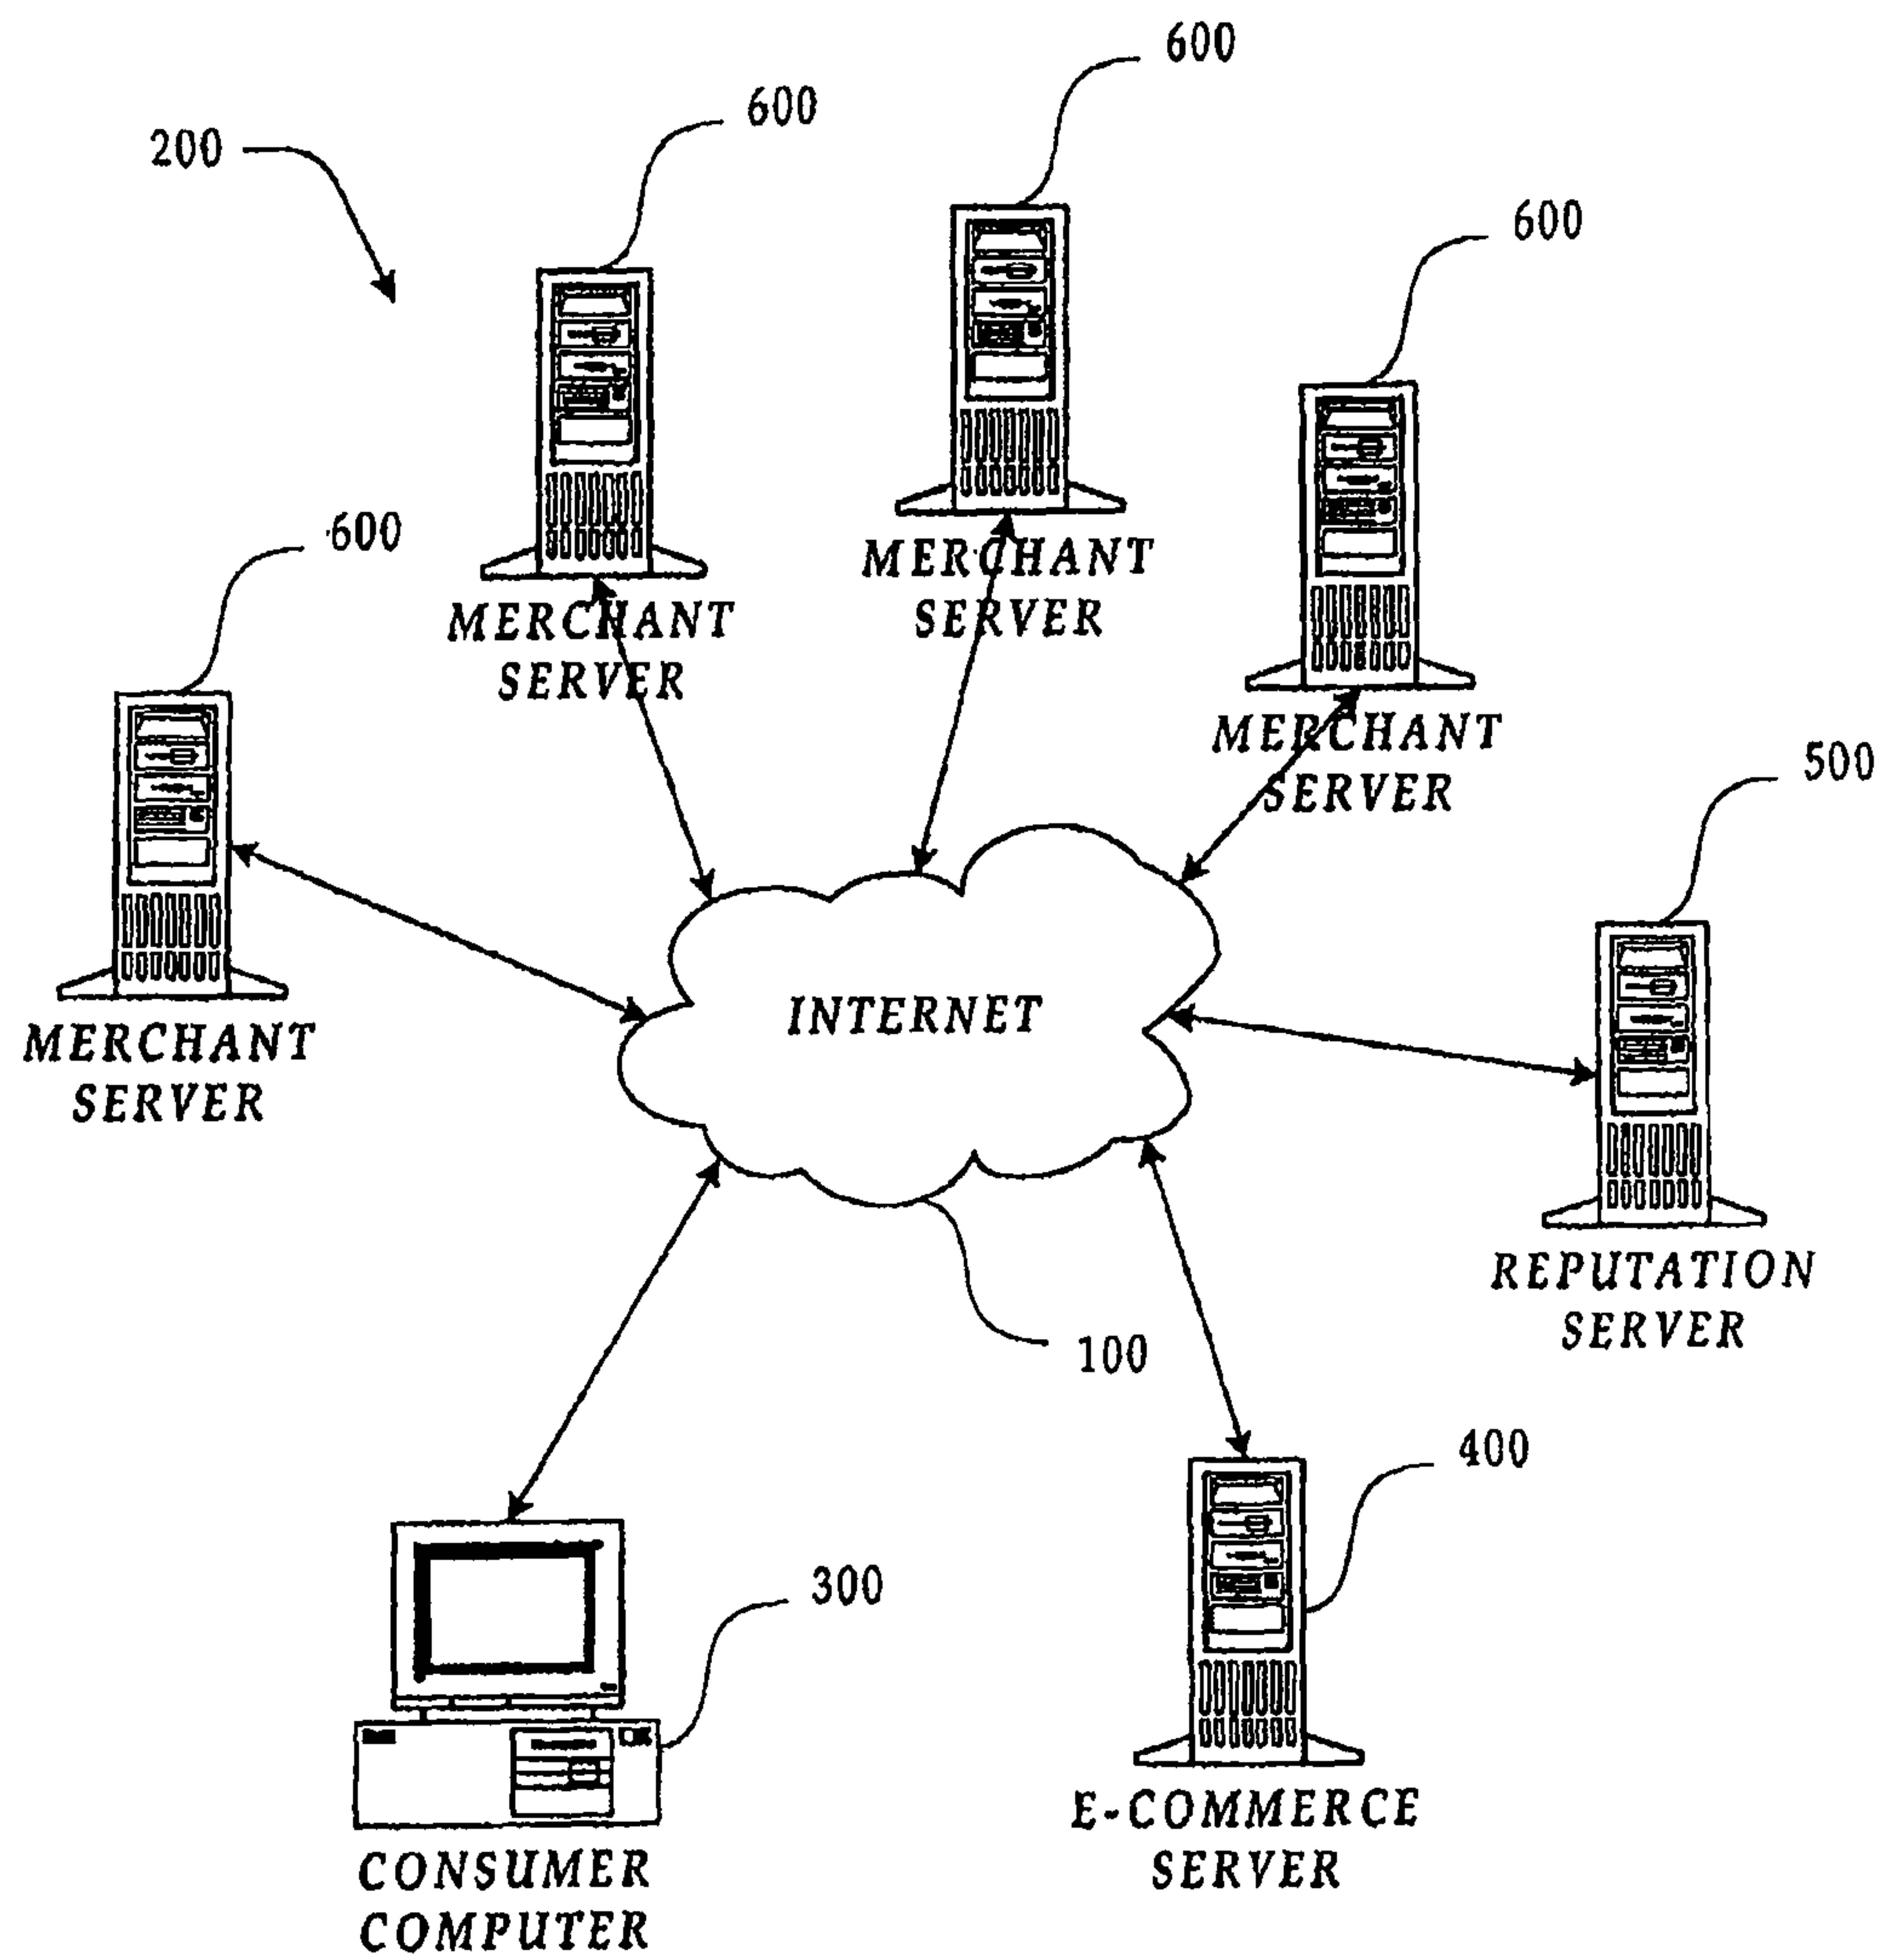 600
600
200
600
600
MERCHANT
SERVER
MERCHANT
SERVER
MERCHANT
SERVER
500
MERCHANT
SERVER
INTERNET
REPUTATION
SERVER
100
400
300
E-COMMERCE
SERVER
CONSUMER
COMPUTER